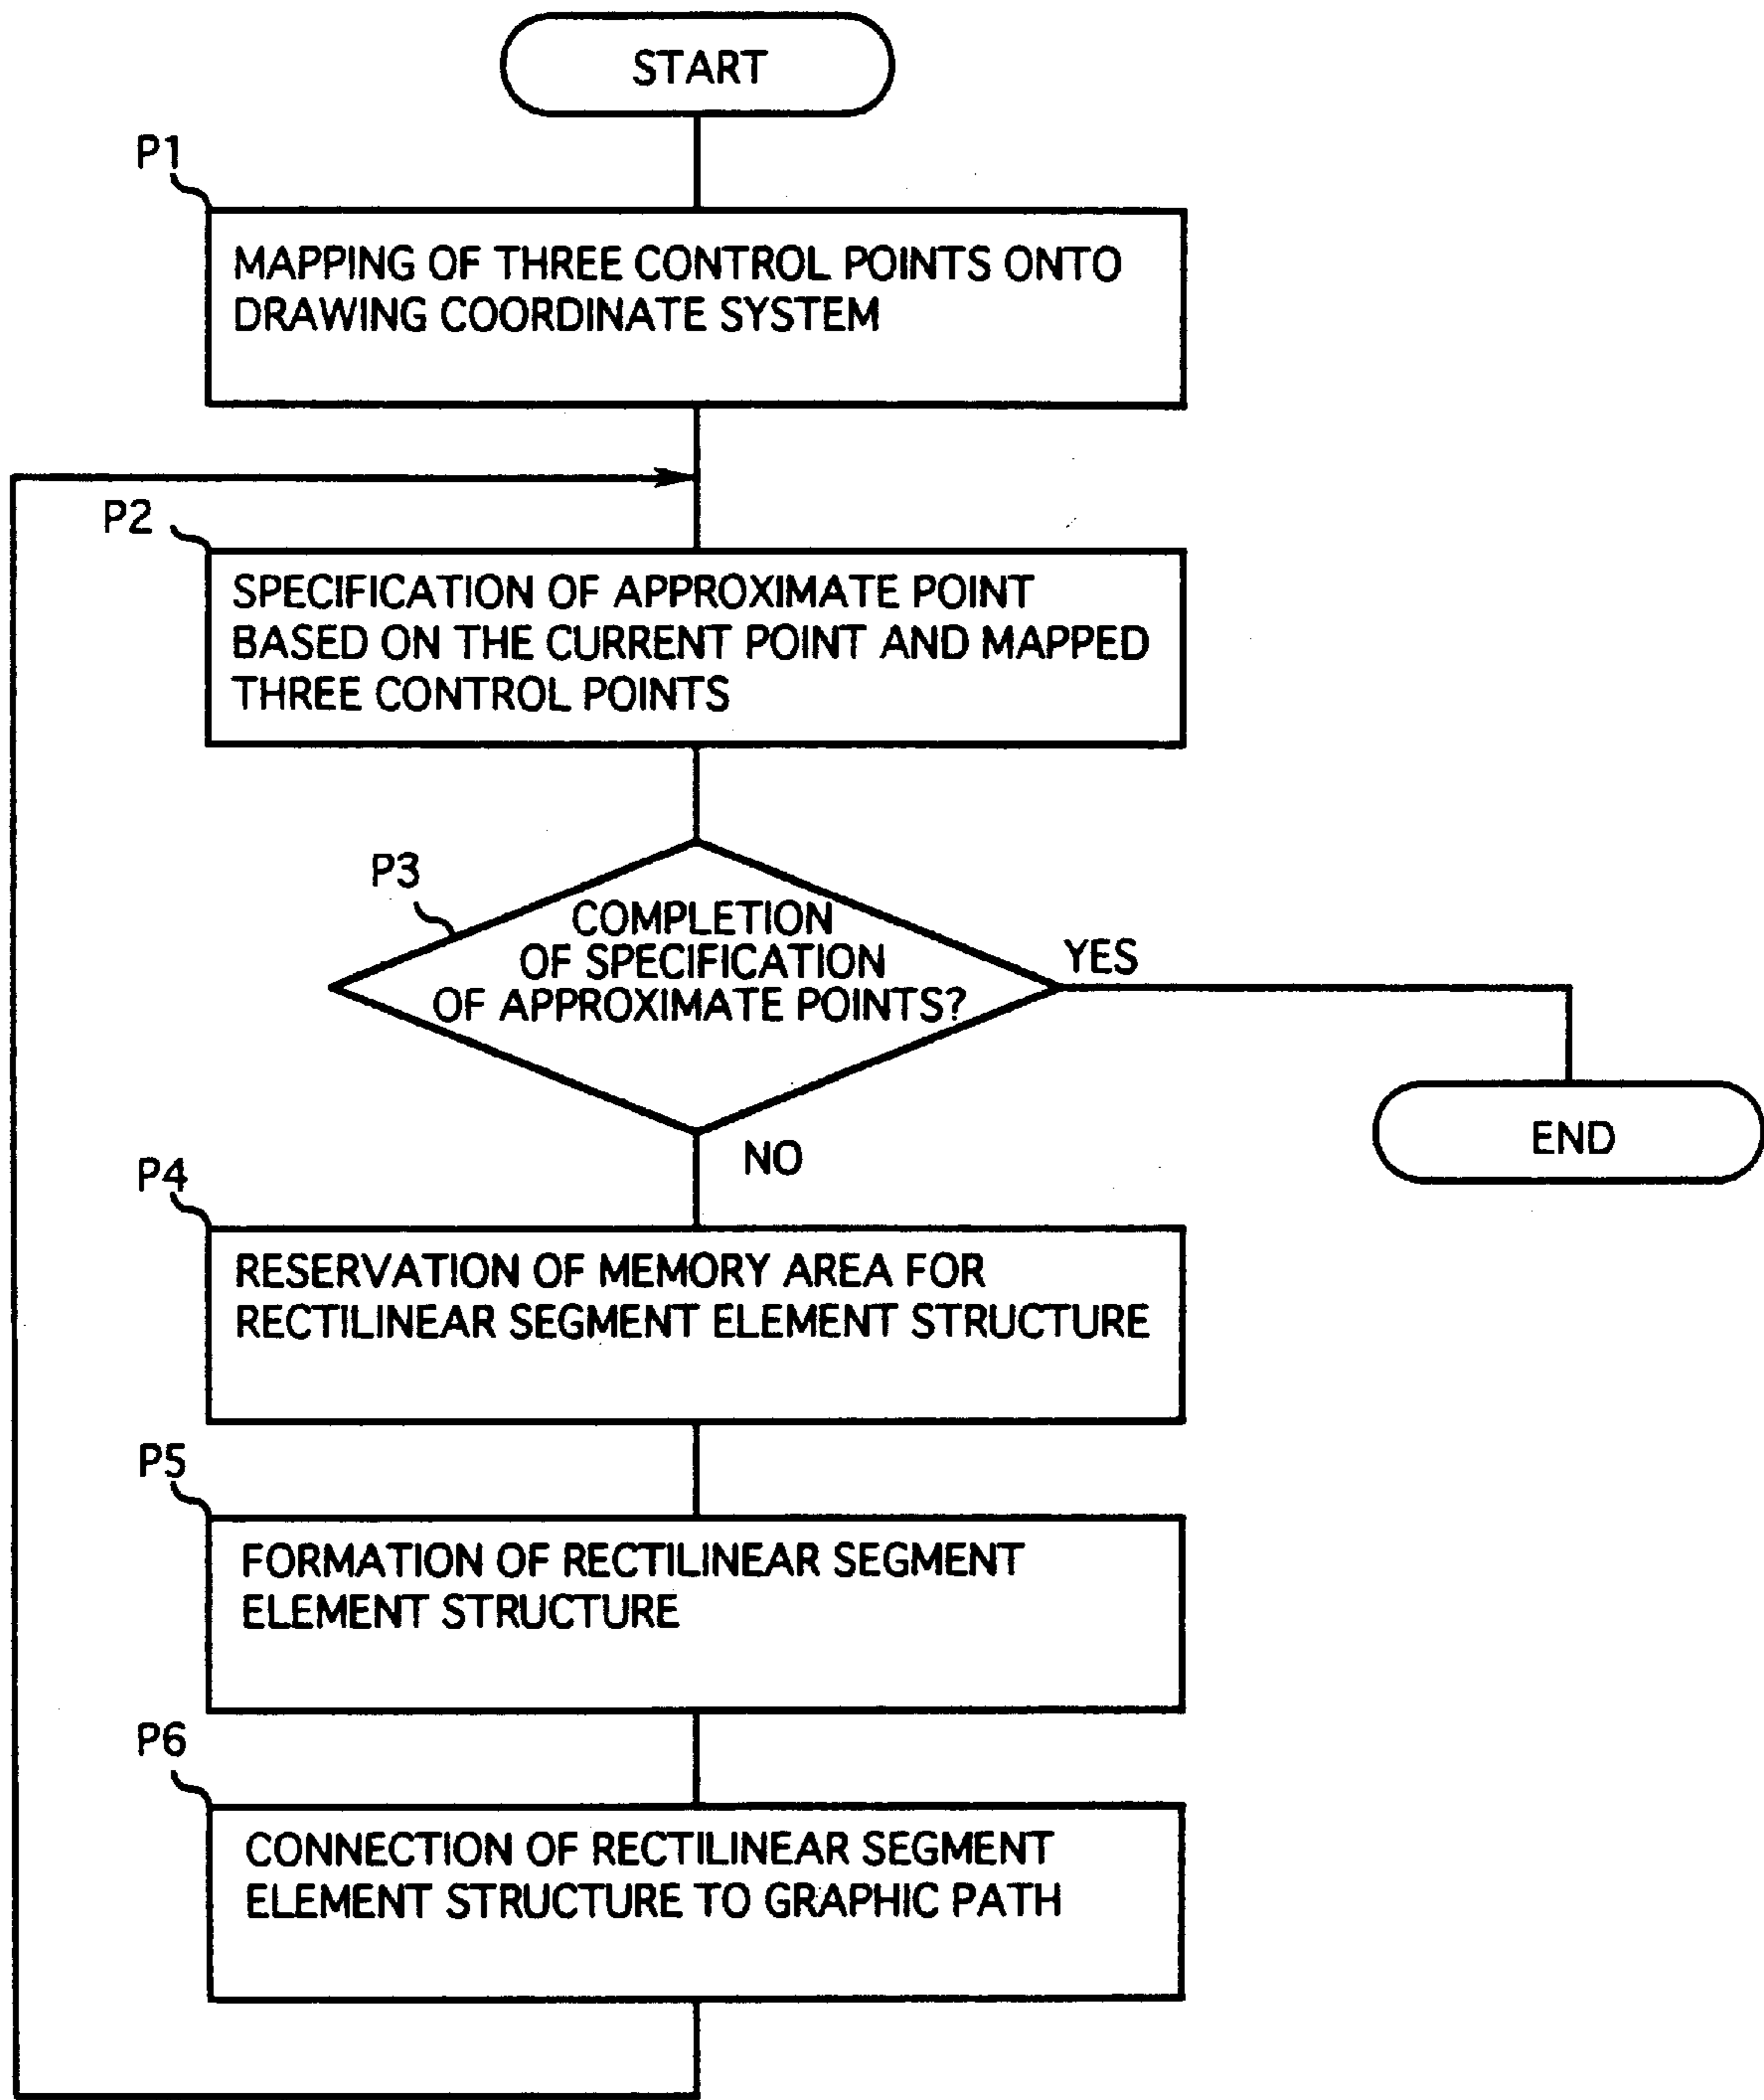 START
P1
MAPPING OF THREE CONTROL POINTS ONTO
DRAWING COORDINATE SYSTEM
P2
SPECIFICATION OF APPROXIMATE POINT
BASED ON THE CURRENT POINT AND MAPPED
THREE CONTROL POINTS
P3
COMPLETION
OF SPECIFICATION
OF APPROXIMATE POINTS?
YES
END
NO
P4
RESERVATION OF MEMORY AREA FOR
RECTILINEAR SEGMENT ELEMENT STRUCTURE
P5
FORMATION OF RECTILINEAR SEGMENT
ELEMENT STRUCTURE
P6
CONNECTION OF RECTILINEAR SEGMENT
ELEMENT STRUCTURE TO GRAPHIC PATH